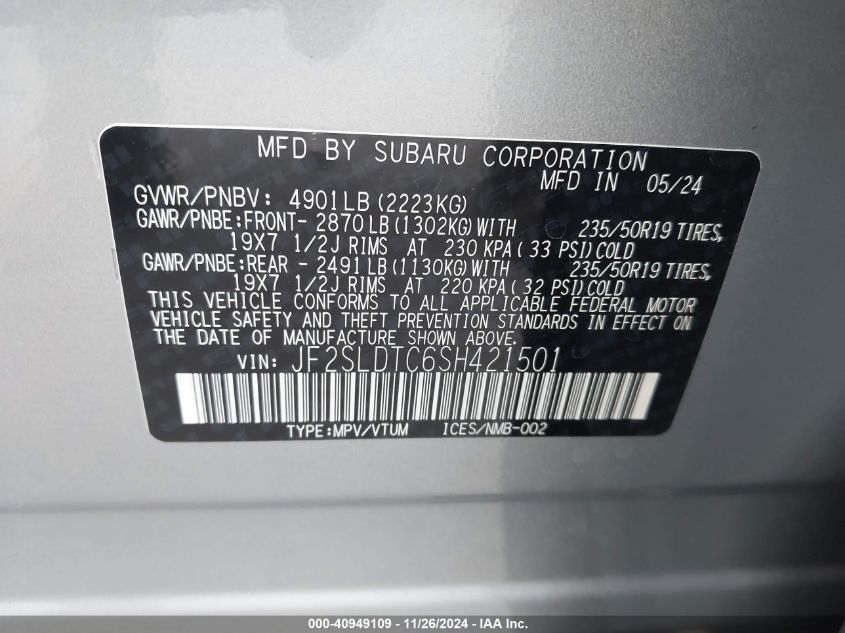 MFD BY SUBARU CORPORATION
MFD IN 05/24
GVWR/PNBV: 4901LB(2223KG)
GAWR/PNBE:FRONT- 2870LB(1302KG)WITH 235/50R19 TIRES,
19X7 1/2J RIMS AT 230 KPA(33 PSI)COLD
GAWR/PNBE:REAR - 2491LB(1130KG)WITH 235/50R19 TIRES,
19X7 1/2J RIMS AT 220 KPA(32 PSI)COLD
THIS VEHICLE CONFORMS TO ALL APPLICABLE FEDERAL MOTOR
VEHICLE SAFETY AND THEFT PREVENTION STANDARDS IN EFFECT ON
THE DATE OF MANUFACTURE SHOWN ABOVE.
VIN: JF2SLDTC6SH421501
TYPE:MPV/VTUM ICES/NMB-002
000-40949109 - 11/26/2024 - IAA Inc.